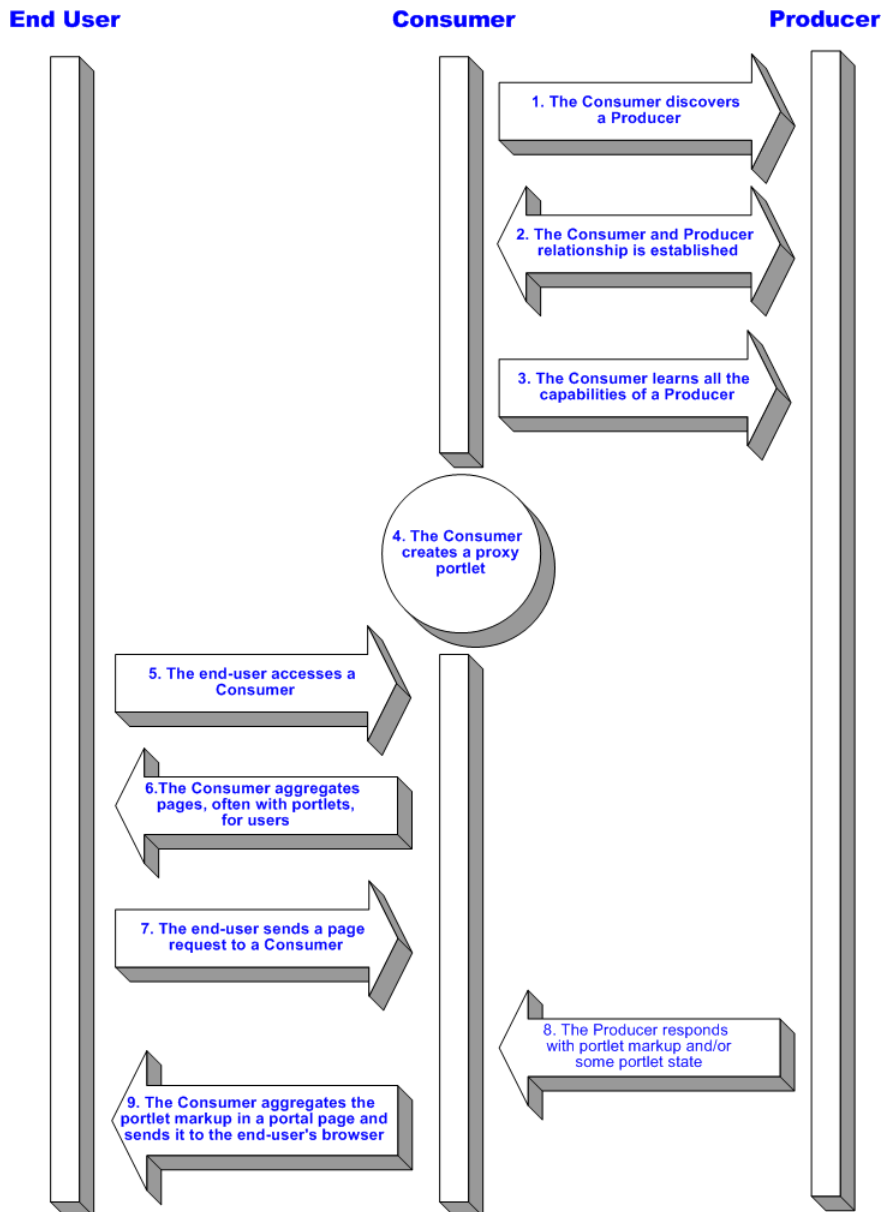 End User
Consumer
Producer
1. The Consumer discovers
a Producer
2. The Consumer and Producer
relationship is established
3. The Consumer learns all the
capabilities of a Producer
4. The Consumer
creates a proxy
portlet
5. The end-user accesses a
Consumer
6.The Consumer aggregates
pages, often with portlets,
for users
7. The end-user sends a page
request to a Consumer
8. The Producer responds
with portlet markup and/or
some portlet state
9. The Consumer aggregates the
portlet markup in a portal page and
sends it to the end-user's browser